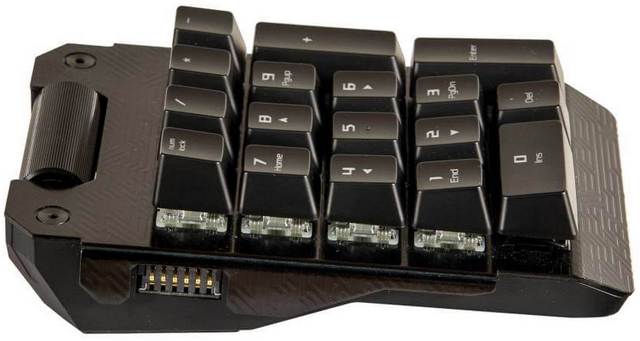 num
lock
/
*
-
7
Home
8 ▲
9
Pgup
+
4 ◄
5
6 ►
1
End
2 ▼
3
PgDn
Enter
0
Ins
. Del